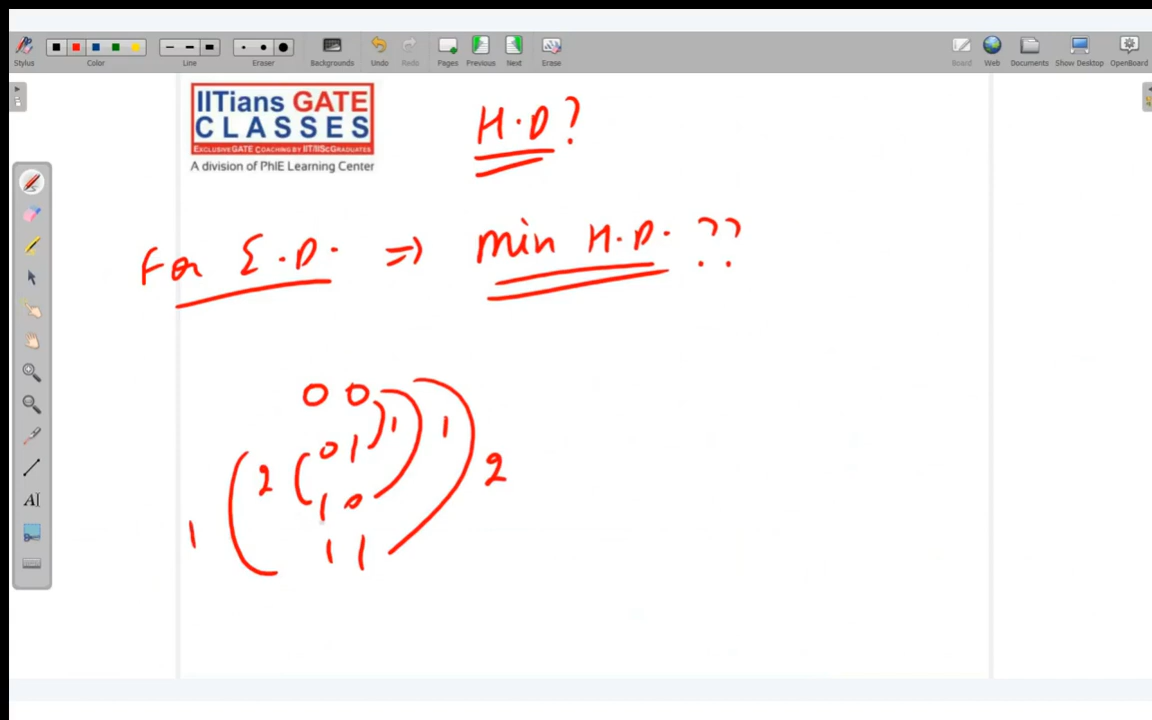 Stylus Color Line Eraser Backgrounds Undo Redo Pages Previous Next Erase Board Web Documents Show Desktop OpenBoard
IITians GATE
CLASSES
EXCLUSIVE GATE COACHING BY IIT/IISc GRADUATES
A division of PhIE Learning Center
H.D?
For E.D. => min H.D. ??
0 0
0 1 1 1
2 2
1 0
1 1 1
AI